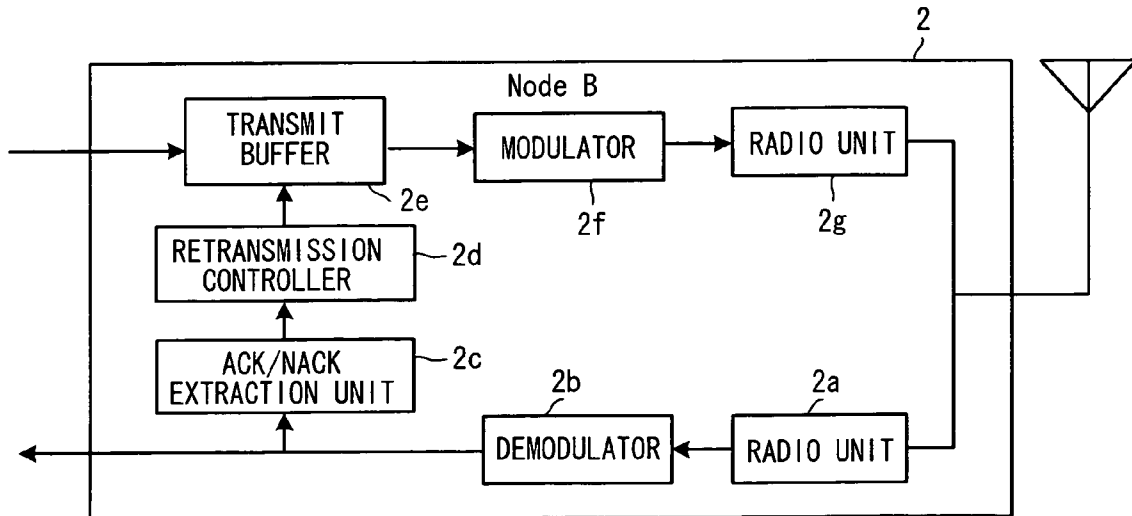 2
Node B
TRANSMIT
BUFFER
2e
MODULATOR
2f
RADIO UNIT
2g
RETRANSMISSION
CONTROLLER
2d
ACK/NACK
EXTRACTION UNIT
2c
2b
DEMODULATOR
2a
RADIO UNIT